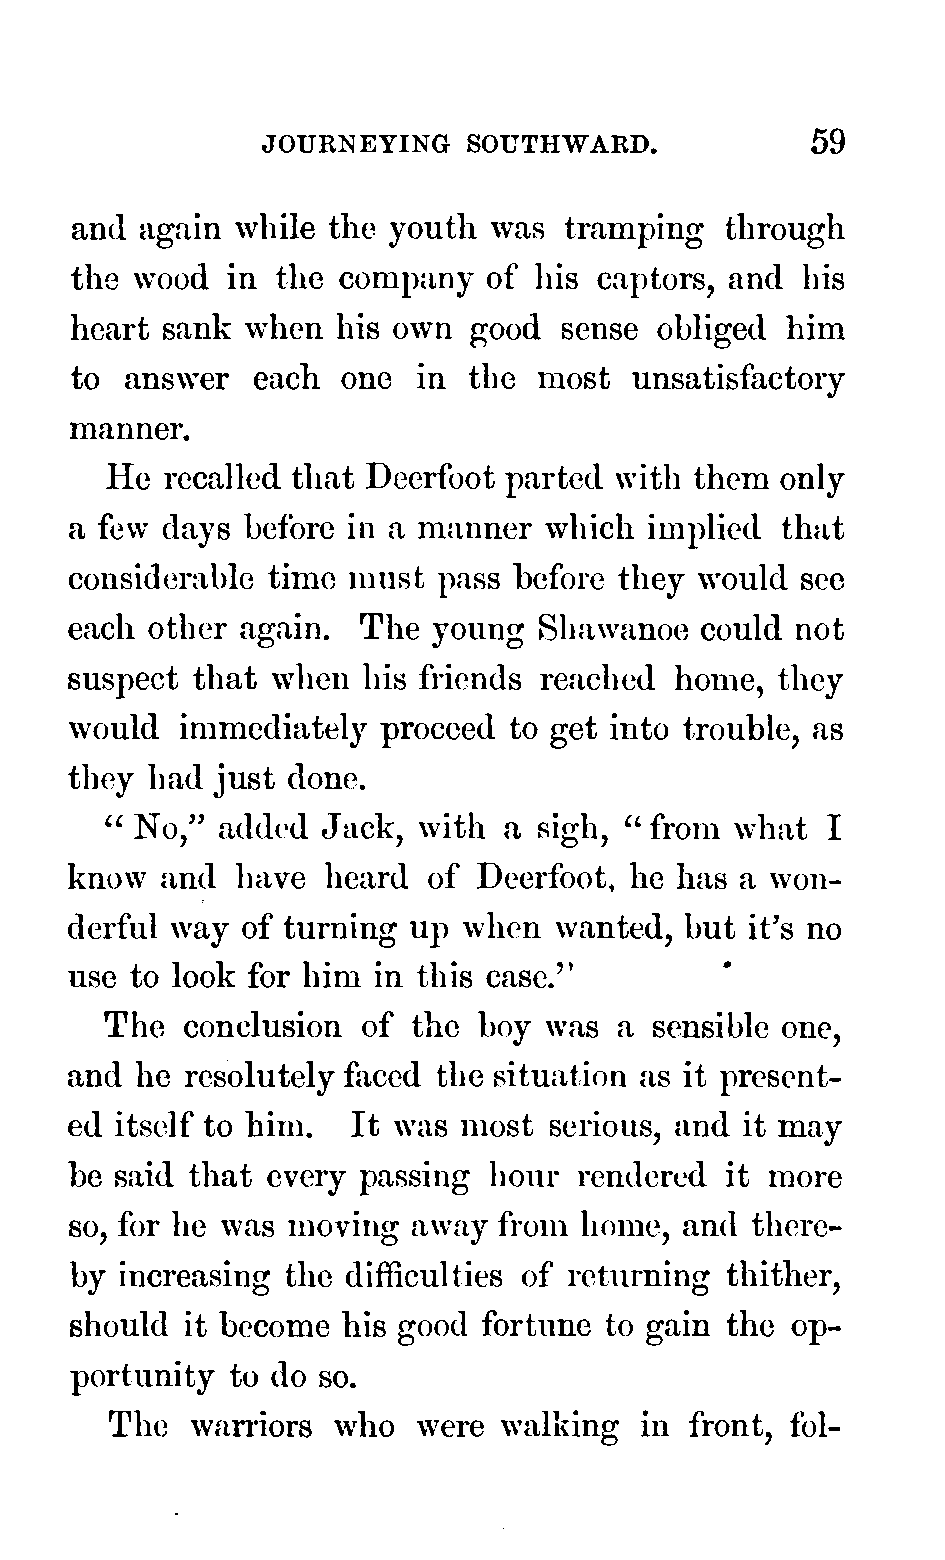 JOURNEYING SOUTHWARD. 59
and again while the youth was tramping through
the wood in the company of his captors, and his
heart sank when his own good sense obliged him
to answer each one in the most unsatisfactory
manner.
He recalled that Deerfoot parted with them only
a few days before in a manner which implied that
considerable time must pass before they would see
each other again. The young Shawanoe could not
suspect that when his friends reached home, they
would immediately proceed to get into trouble, as
they had just done.
“ No,” added Jack, with a sigh, “ from what I
know and have heard of Deerfoot, he has a won-
derful way of turning up when wanted, but it’s no
use to look for him in this case.”
The conclusion of the boy was a sensible one,
and he resolutely faced the situation as it present-
ed itself to him. It was most serious, and it may
be said that every passing hour rendered it more
so, for he was moving away from home, and there-
by increasing the difficulties of returning thither,
should it become his good fortune to gain the op-
portunity to do so.
The warriors who were walking in front, fol-